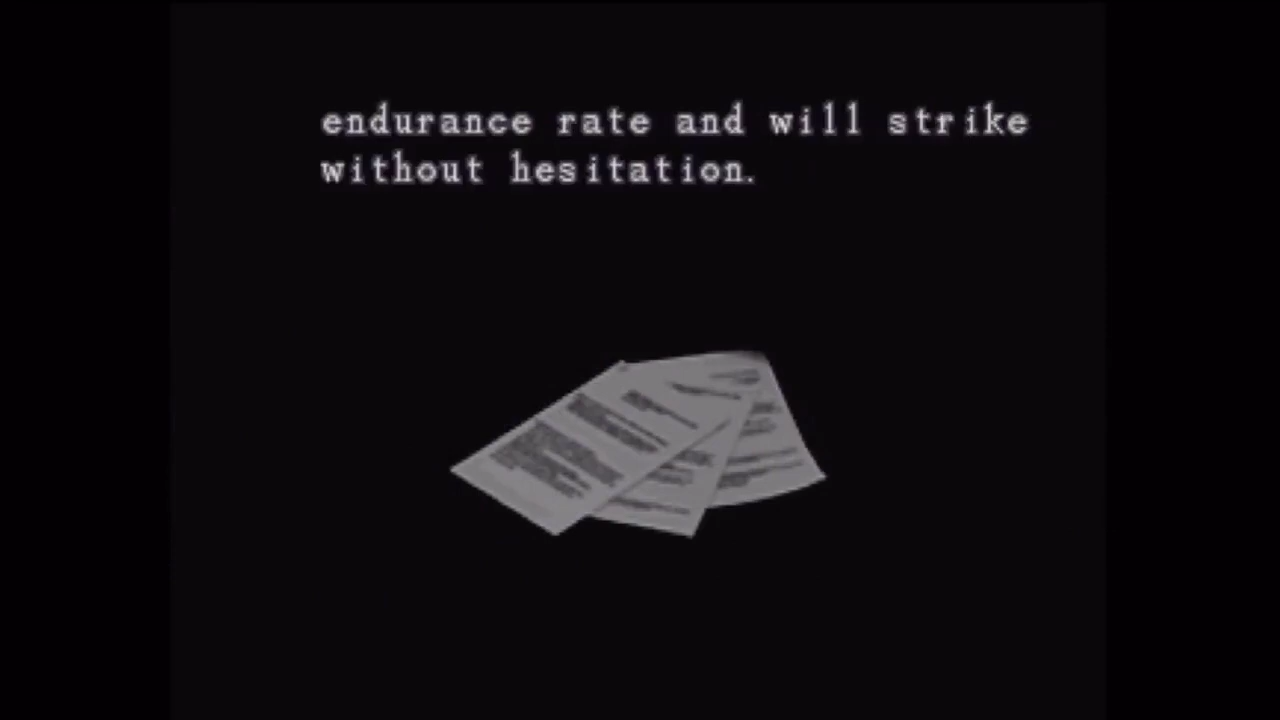 endurance rate and will strike
without hesitation.